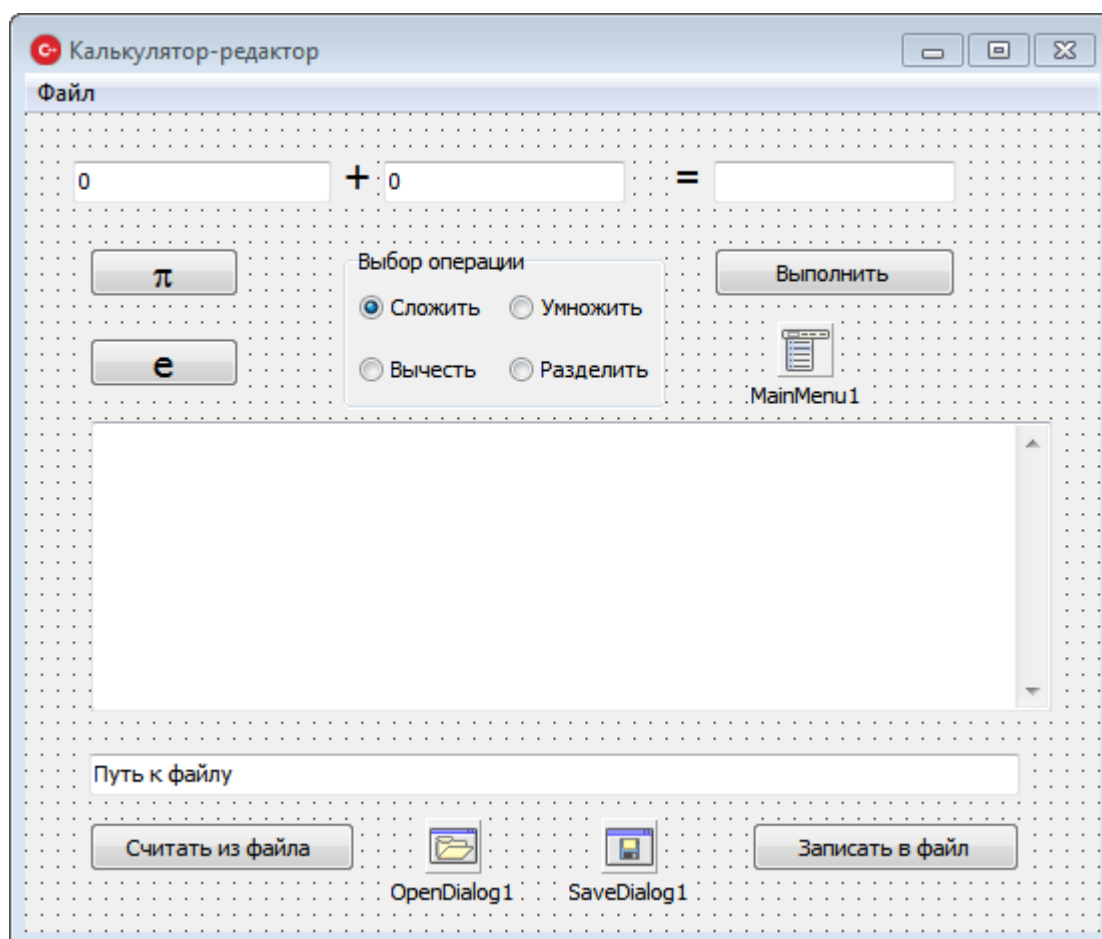 Калькулятор-редактор
Файл
0 + 0 =
π
Выбор операции
Выполнить
Сложить Умножить
e
Вычесть Разделить
MainMenu1
Путь к файлу
Считать из файла
Записать в файл
OpenDialog1 SaveDialog1